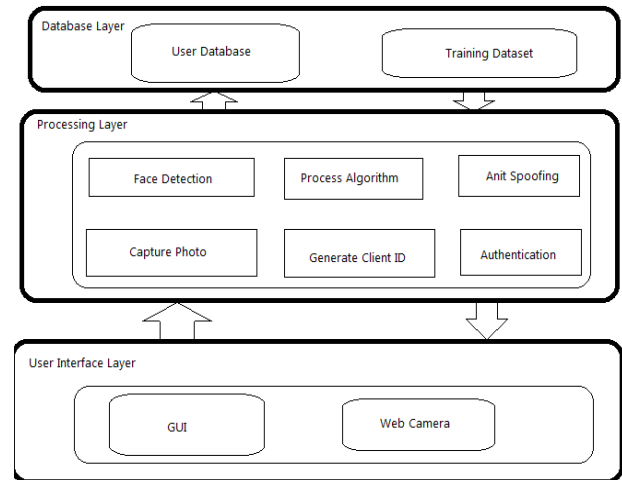 Database Layer
User Database
Training Dataset
Processing Layer
Face Detection
Process Algorithm
Anit Spoofing
Capture Photo
Generate Client ID
Authentication
User Interface Layer
GUI
Web Camera